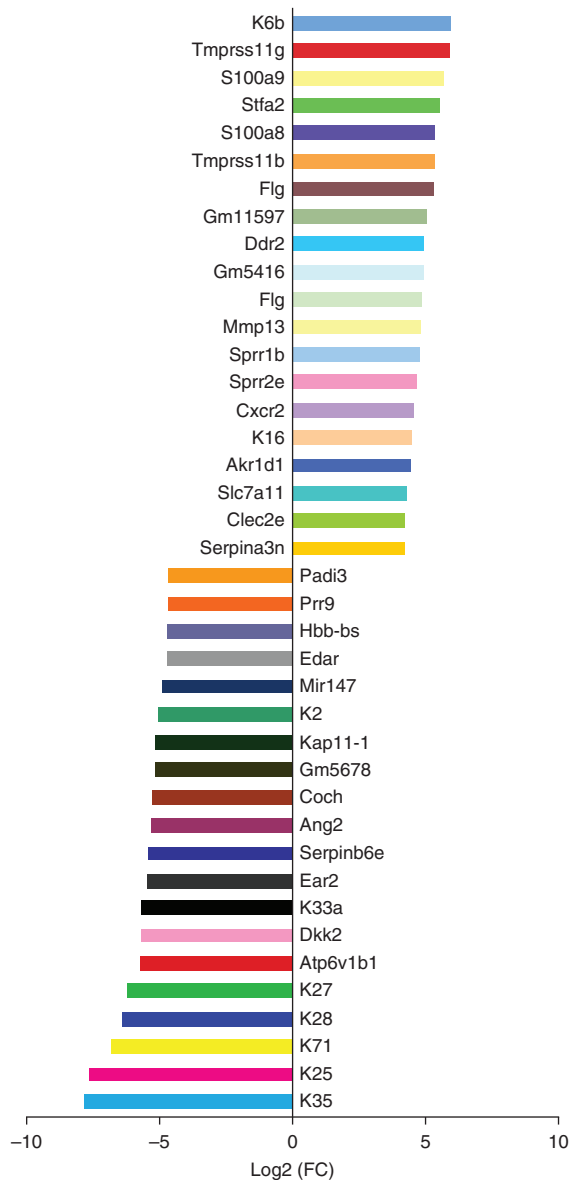 K6b
Tmprss11g
S100a9
Stfa2
S100a8
Tmprss11b
Flg
Gm11597
Ddr2
Gm5416
Flg
Mmp13
Sprr1b
Sprr2e
Cxcr2
K16
Akr1d1
Slc7a11
Clec2e
Serpina3n
Padi3
Prr9
Hbb-bs
Edar
Mir147
K2
Kap11-1
Gm5678
Coch
Ang2
Serpinb6e
Ear2
K33a
Dkk2
Atp6v1b1
K27
K28
K71
K25
K35
–10 –5 0 5 10
Log2 (FC)